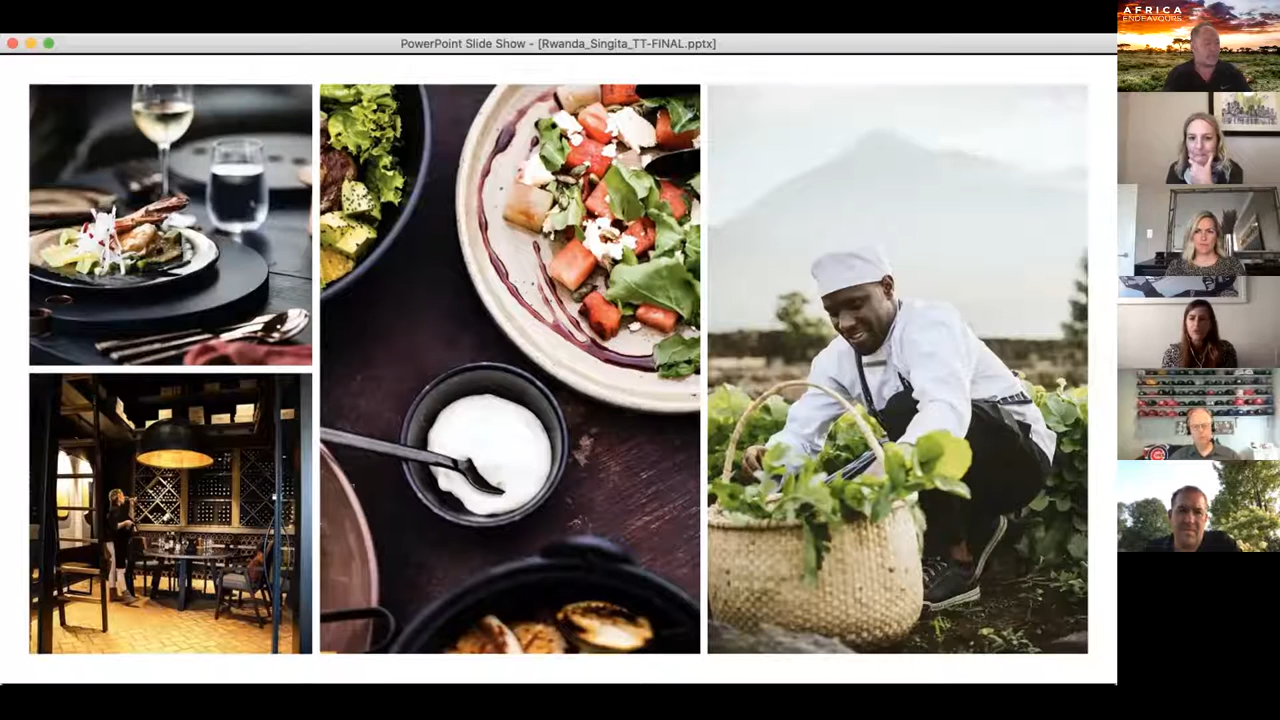 PowerPoint Slide Show - [Rwanda_Singita_TT-FINAL.pptx]
AFRICA
ENDEAVOURS